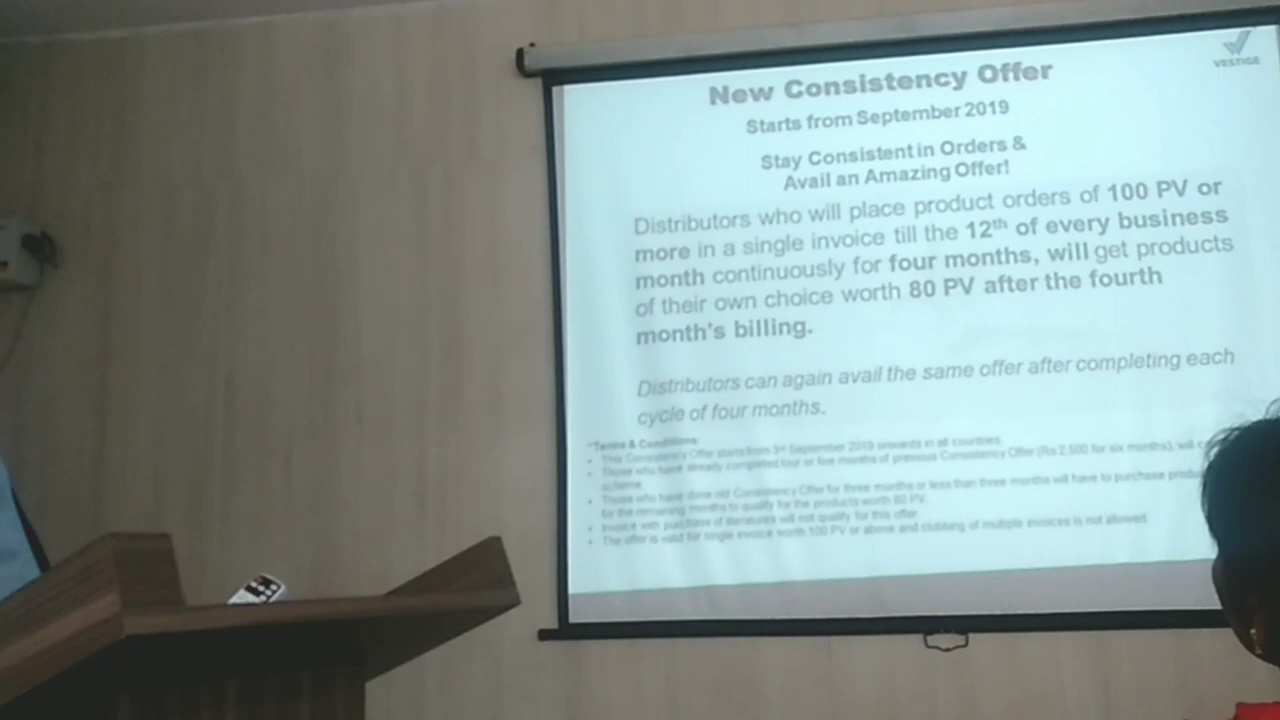 VESTIGE
New Consistency Offer
Starts from September 2019
Stay Consistent in Orders &
Avail an Amazing Offer!
Distributors who will place product orders of 100 PV or
more in a single invoice till the 12th of every business
month continuously for four months, will get products
of their own choice worth 80 PV after the fourth
month's billing.
Distributors can again avail the same offer after completing each
cycle of four months.
*Terms & Conditions
• This Consistency Offer starts from 3rd September 2019 onwards in all countries.
• Those who have already completed four or five months of previous Consistency Offer (Rs 2,500 for six months), will
scheme.
• Those who have done old Consistency Offer for three months or less than three months will have to purchase
for the remaining months to qualify for the products worth 80 PV.
• Invoice with purchase of literatures will not qualify for this offer.
• The offer is valid for single invoice worth 100 PV or above and clubbing of multiple invoices is not allowed.